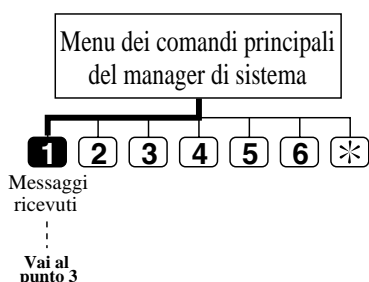 Menu dei comandi principali
del manager di sistema
1 2 3 4 5 6 *
Messaggi
ricevuti
Vai al
punto 3